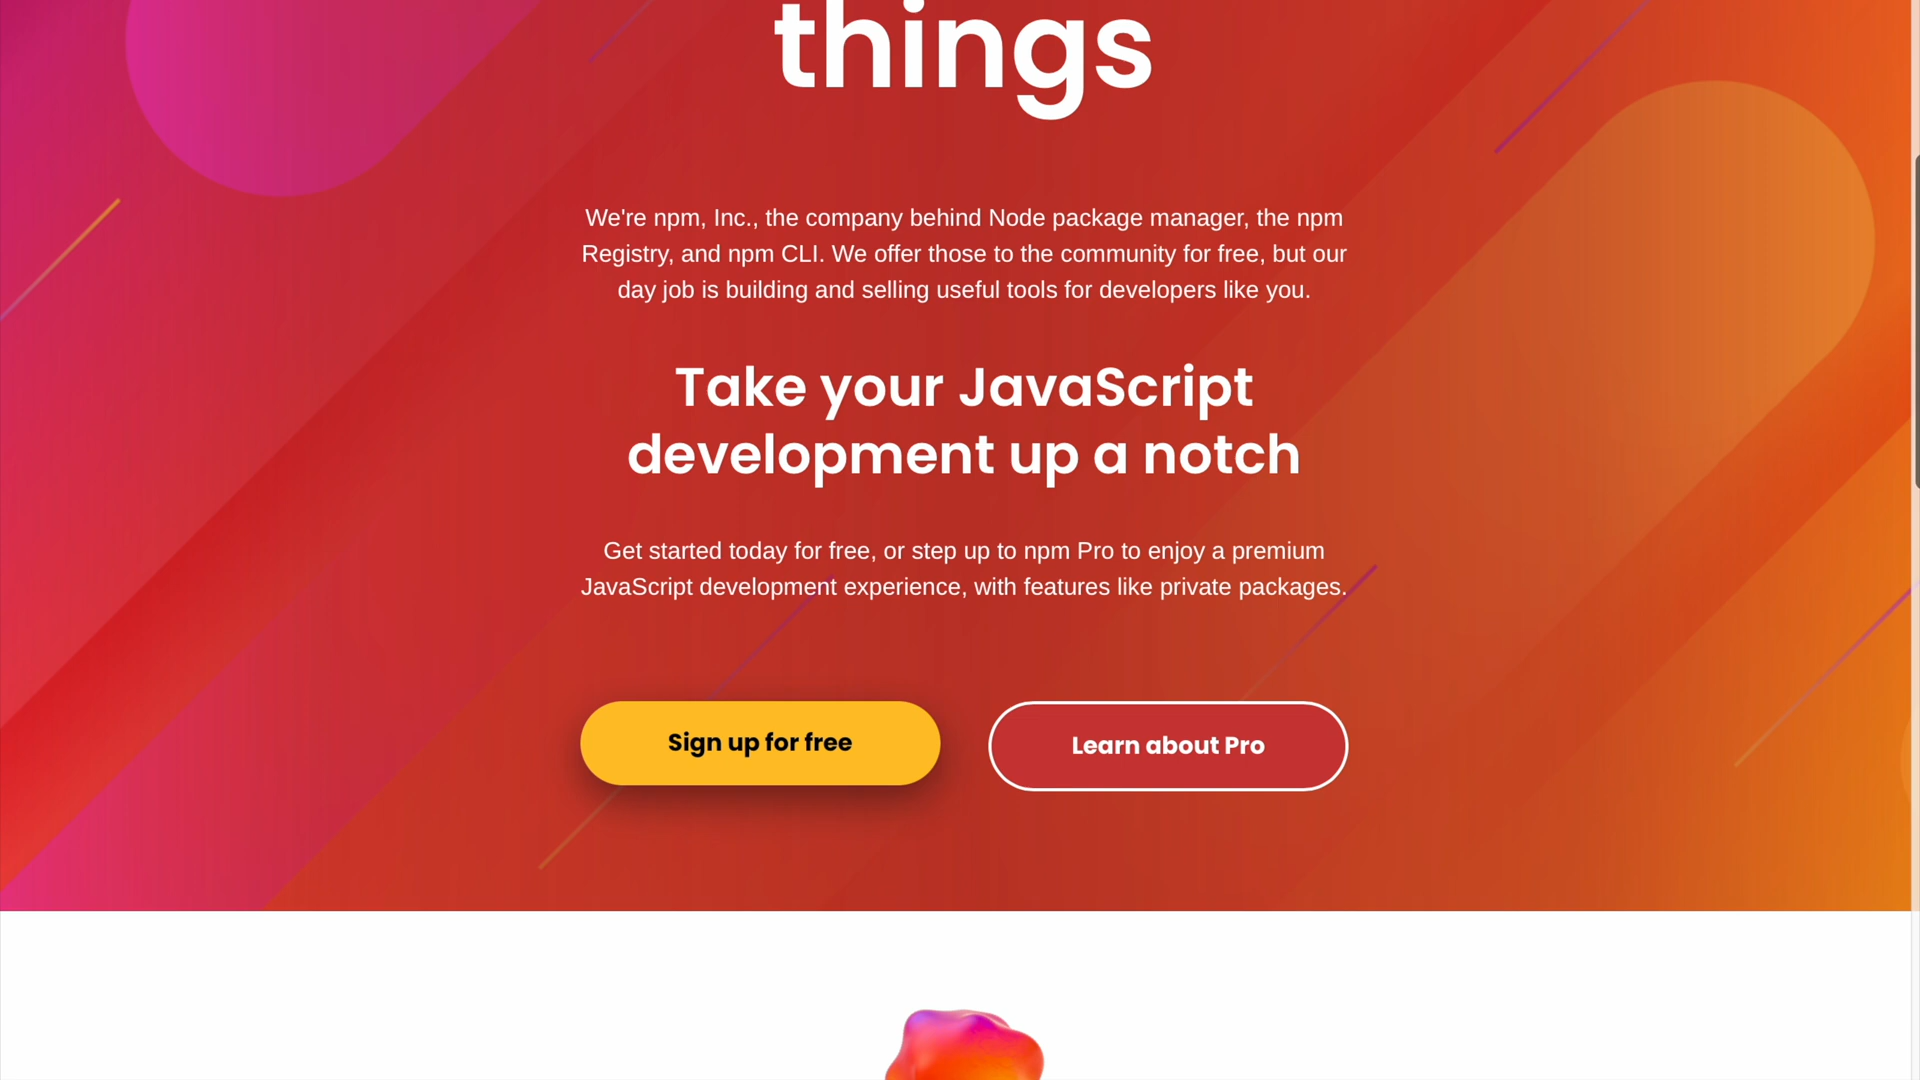 things
We're npm, Inc., the company behind Node package manager, the npm
Registry, and npm CLI. We offer those to the community for free, but our
day job is building and selling useful tools for developers like you.
Take your JavaScript
development up a notch
Get started today for free, or step up to npm Pro to enjoy a premium
JavaScript development experience, with features like private packages.
Sign up for free
Learn about Pro